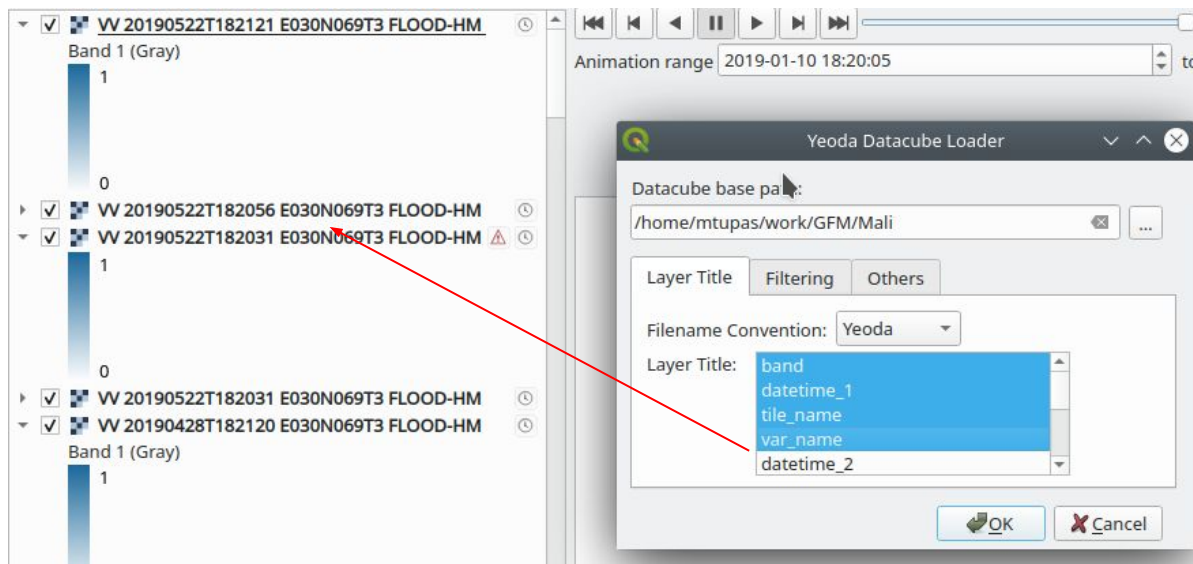 VV 20190522T182121 E030N069T3 FLOOD-HM
Band 1 (Gray)
1
0
VV 20190522T182056 E030N069T3 FLOOD-HM
VV 20190522T182031 E030N069T3 FLOOD-HM
1
0
VV 20190522T182031 E030N069T3 FLOOD-HM
VV 20190428T182120 E030N069T3 FLOOD-HM
Band 1 (Gray)
1
Animation range 2019-01-10 18:20:05 to
Yeoda Datacube Loader
Datacube base path:
/home/mtupas/work/GFM/Mali
...
Layer Title Filtering Others
Filename Convention: Yeoda
Layer Title:
band
datetime_1
tile_name
var_name
datetime_2
OK Cancel